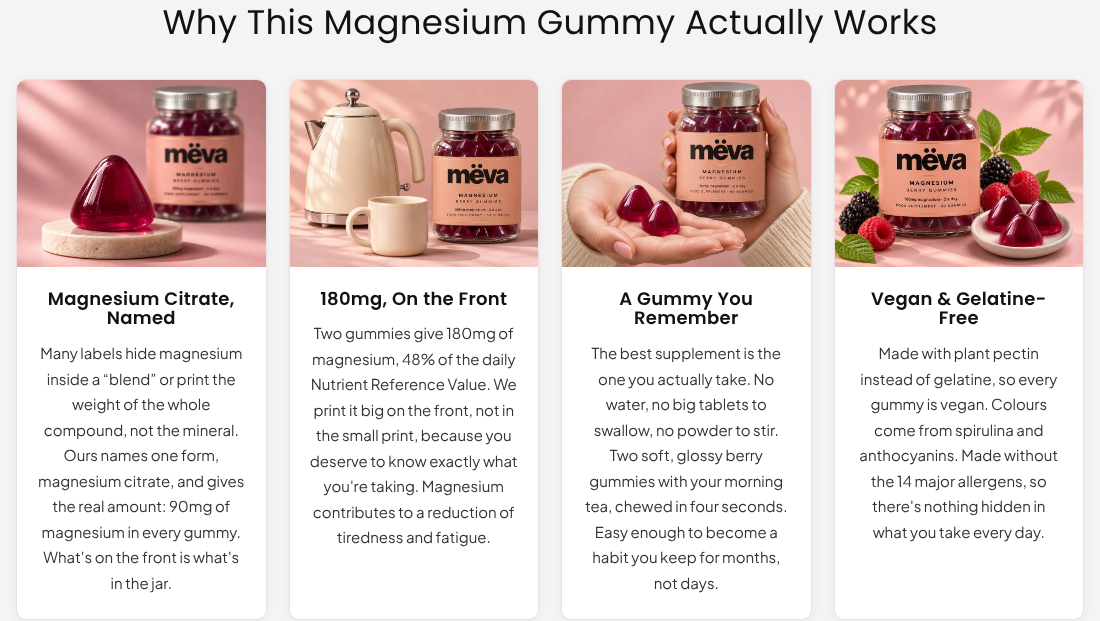 Why This Magnesium Gummy Actually Works
mëva
MAGNESIUM
BERRY GUMMIES
mëva
MAGNESIUM
BERRY GUMMIES
mëva
MAGNESIUM
BERRY GUMMIES
mëva
MAGNESIUM
BERRY GUMMIES
180mg magnesium · 2 a day
FOOD SUPPLEMENT · 60 GUMMIES
Magnesium Citrate,
Named
Many labels hide magnesium
inside a “blend” or print the
weight of the whole
compound, not the mineral.
Ours names one form,
magnesium citrate, and gives
the real amount: 90mg of
magnesium in every gummy.
What's on the front is what's
in the jar.
180mg, On the Front
Two gummies give 180mg of
magnesium, 48% of the daily
Nutrient Reference Value. We
print it big on the front, not in
the small print, because you
deserve to know exactly what
you're taking. Magnesium
contributes to a reduction of
tiredness and fatigue.
A Gummy You
Remember
The best supplement is the
one you actually take. No
water, no big tablets to
swallow, no powder to stir.
Two soft, glossy berry
gummies with your morning
tea, chewed in four seconds.
Easy enough to become a
habit you keep for months,
not days.
Vegan & Gelatine-
Free
Made with plant pectin
instead of gelatine, so every
gummy is vegan. Colours
come from spirulina and
anthocyanins. Made without
the 14 major allergens, so
there's nothing hidden in
what you take every day.